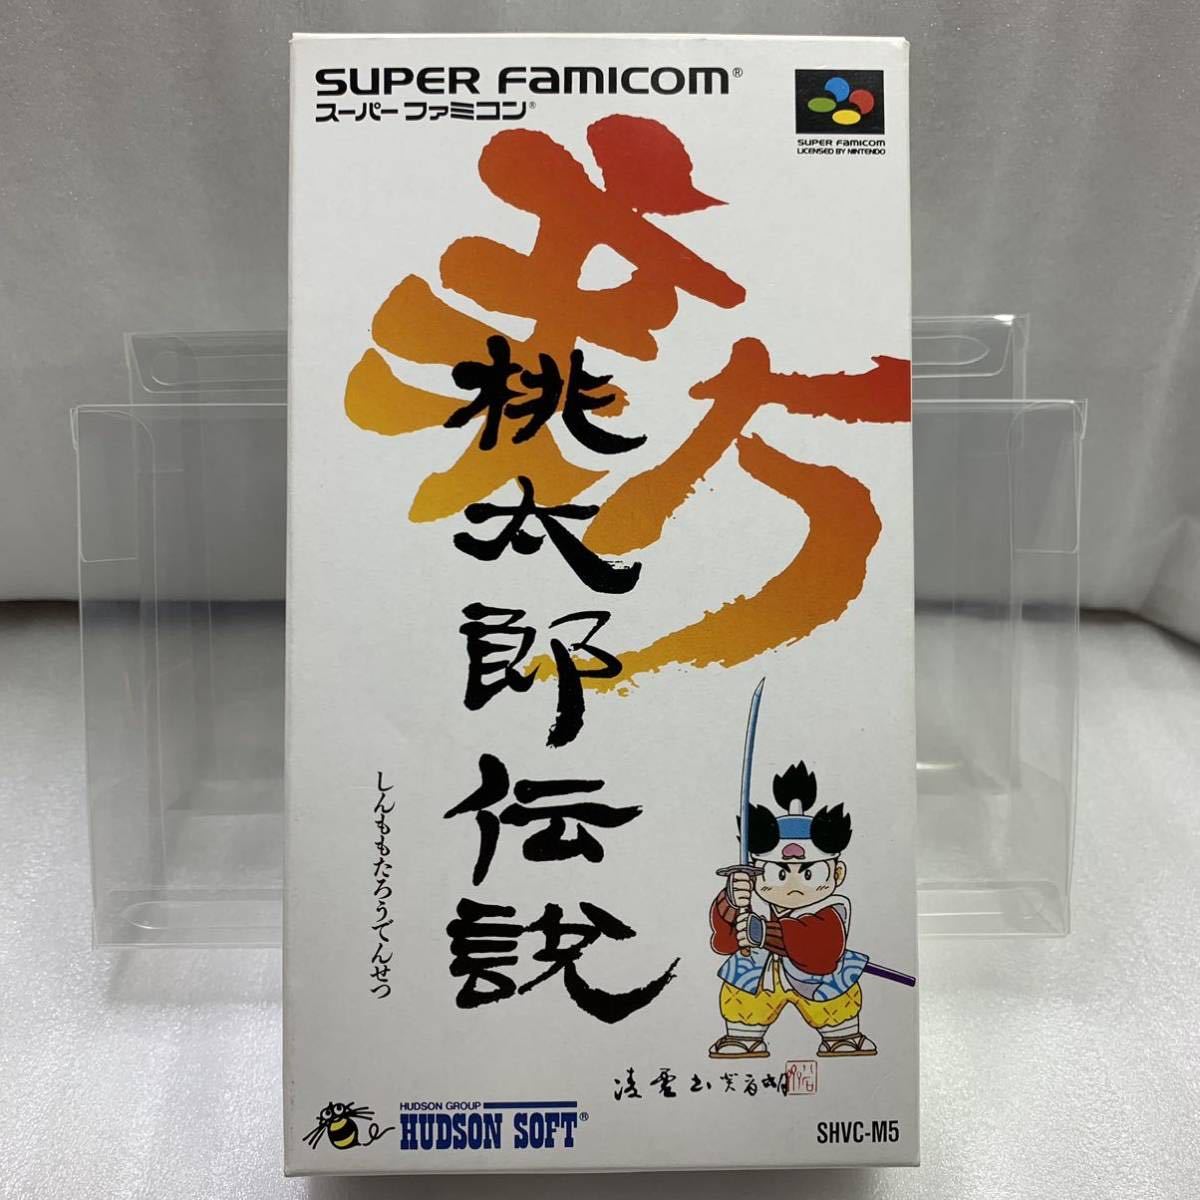 SUPER FAMICOM®
スーパーファミコン®
SUPER FAMICOM
LICENSED BY NINTENDO
新
桃太郎伝説
しんももたろうでんせつ
HUDSON GROUP
HUDSON SOFT®
SHVC-M5